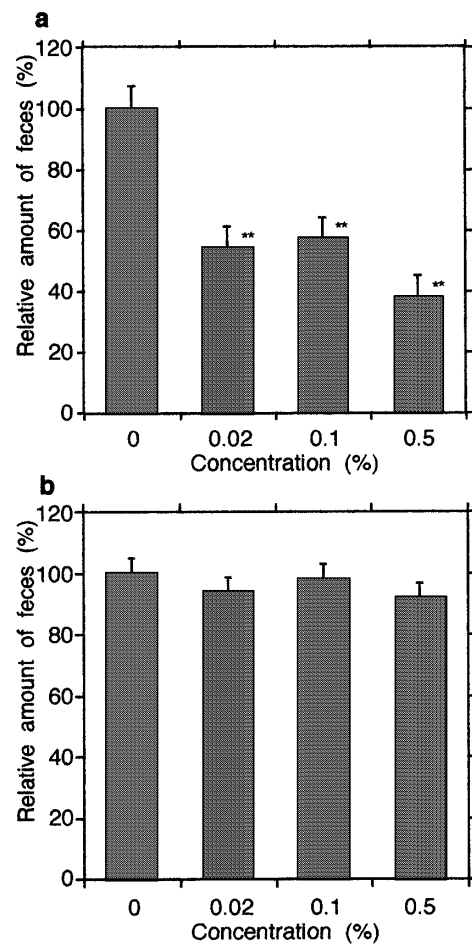 a
Relative amount of feces (%)
120
100
80
60
40
20
0
**
**
**
0 0.02 0.1 0.5
Concentration (%)
b
Relative amount of feces (%)
120
100
80
60
40
20
0
0 0.02 0.1 0.5
Concentration (%)